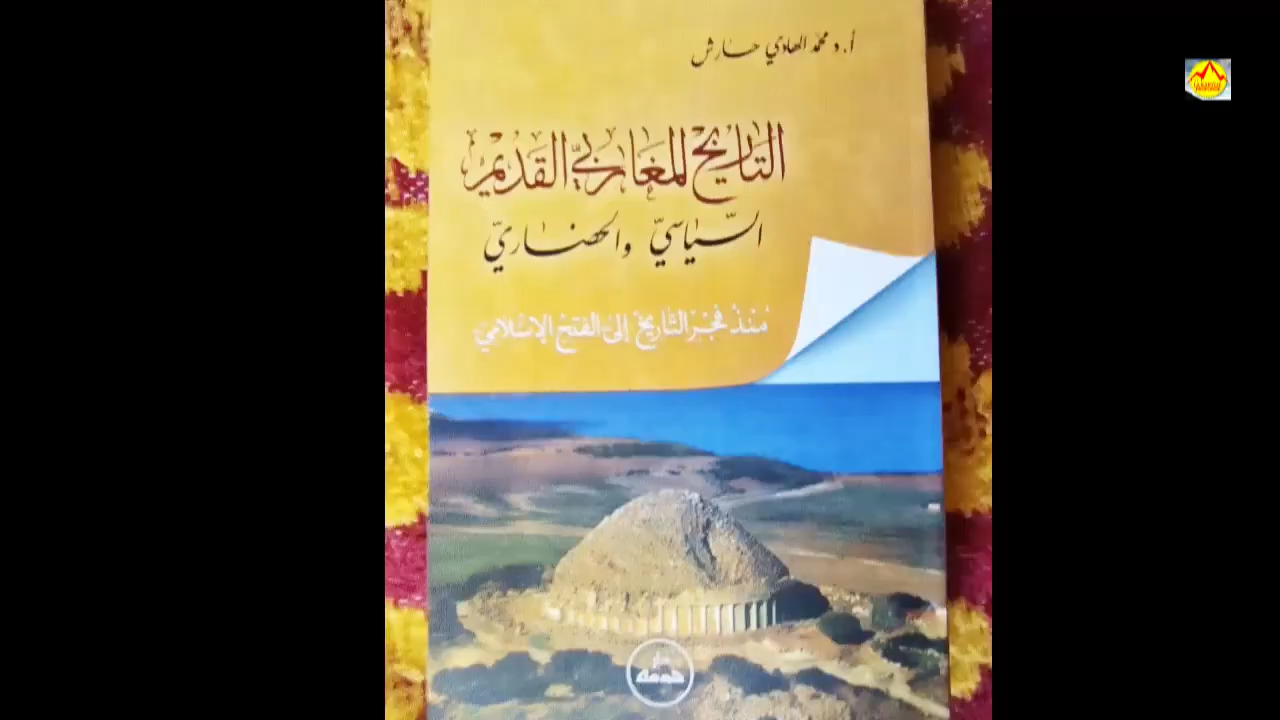 أ.د محمد الهادي حارش
التاريخ المغاربي القديم
السياسي والحضاري
منذ فجر التاريخ إلى الفتح الإسلامي